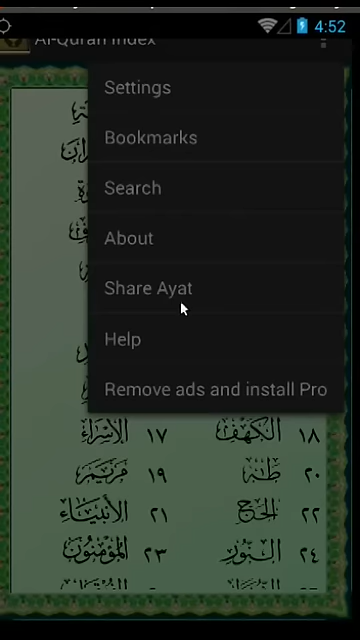 4:52
Al-Quran Index
Settings
Bookmarks
Search
About
Share Ayat
Help
Remove ads and install Pro
١٨ الكهف ١٧ الأسراء
٢٠ طه ١٩ مريم
٢٢ الحج ٢١ الأنبياء
٢٤ النور ٢٣ المؤمنون